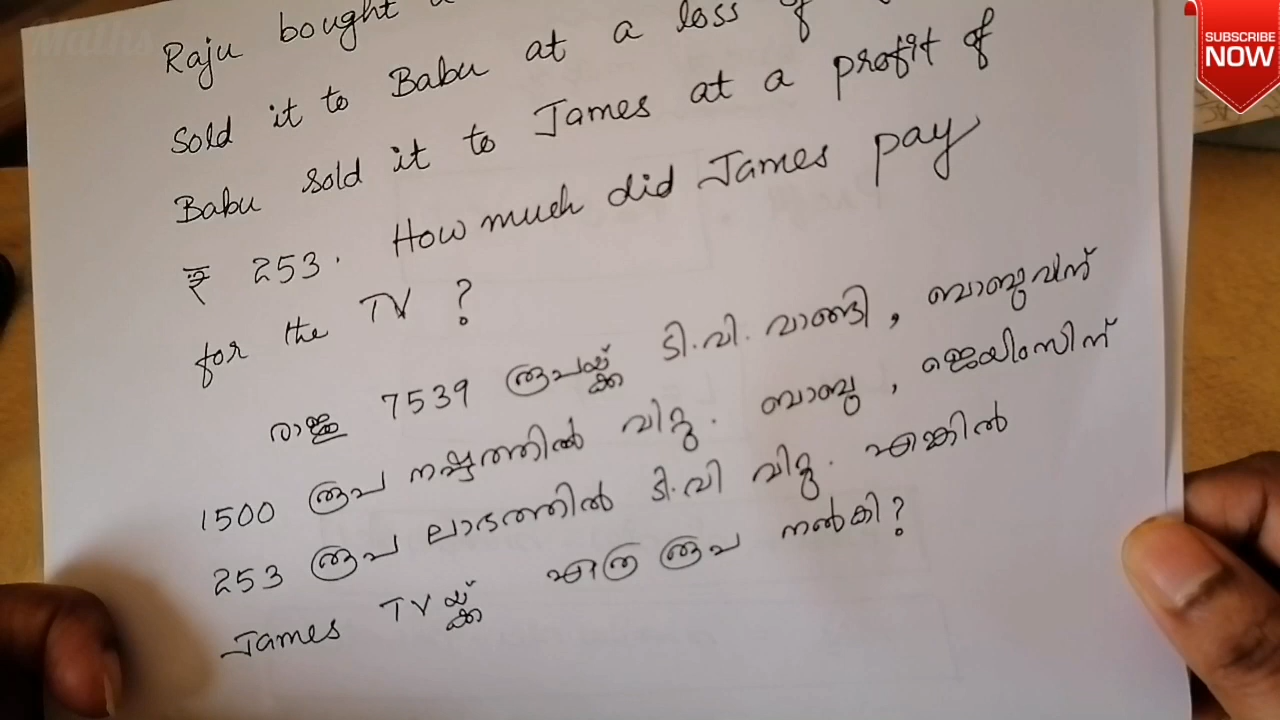 Maths
SUBSCRIBE
NOW
Raju bought a
sold it to Babu at a loss of
Babu sold it to James at a profit of
₹ 253. How much did James pay
for the TV ?
രാജു 7539 രൂപയ്ക്ക് ടി.വി. വാങ്ങി , ബാബുവിന്
1500 രൂപ നഷ്ടത്തിൽ വിറ്റു . ബാബു , ജെയിംസിന്
253 രൂപ ലാഭത്തിൽ ടി.വി വിറ്റു . എങ്കിൽ
James TV യ്ക്ക് എത്ര രൂപ നൽകി ?